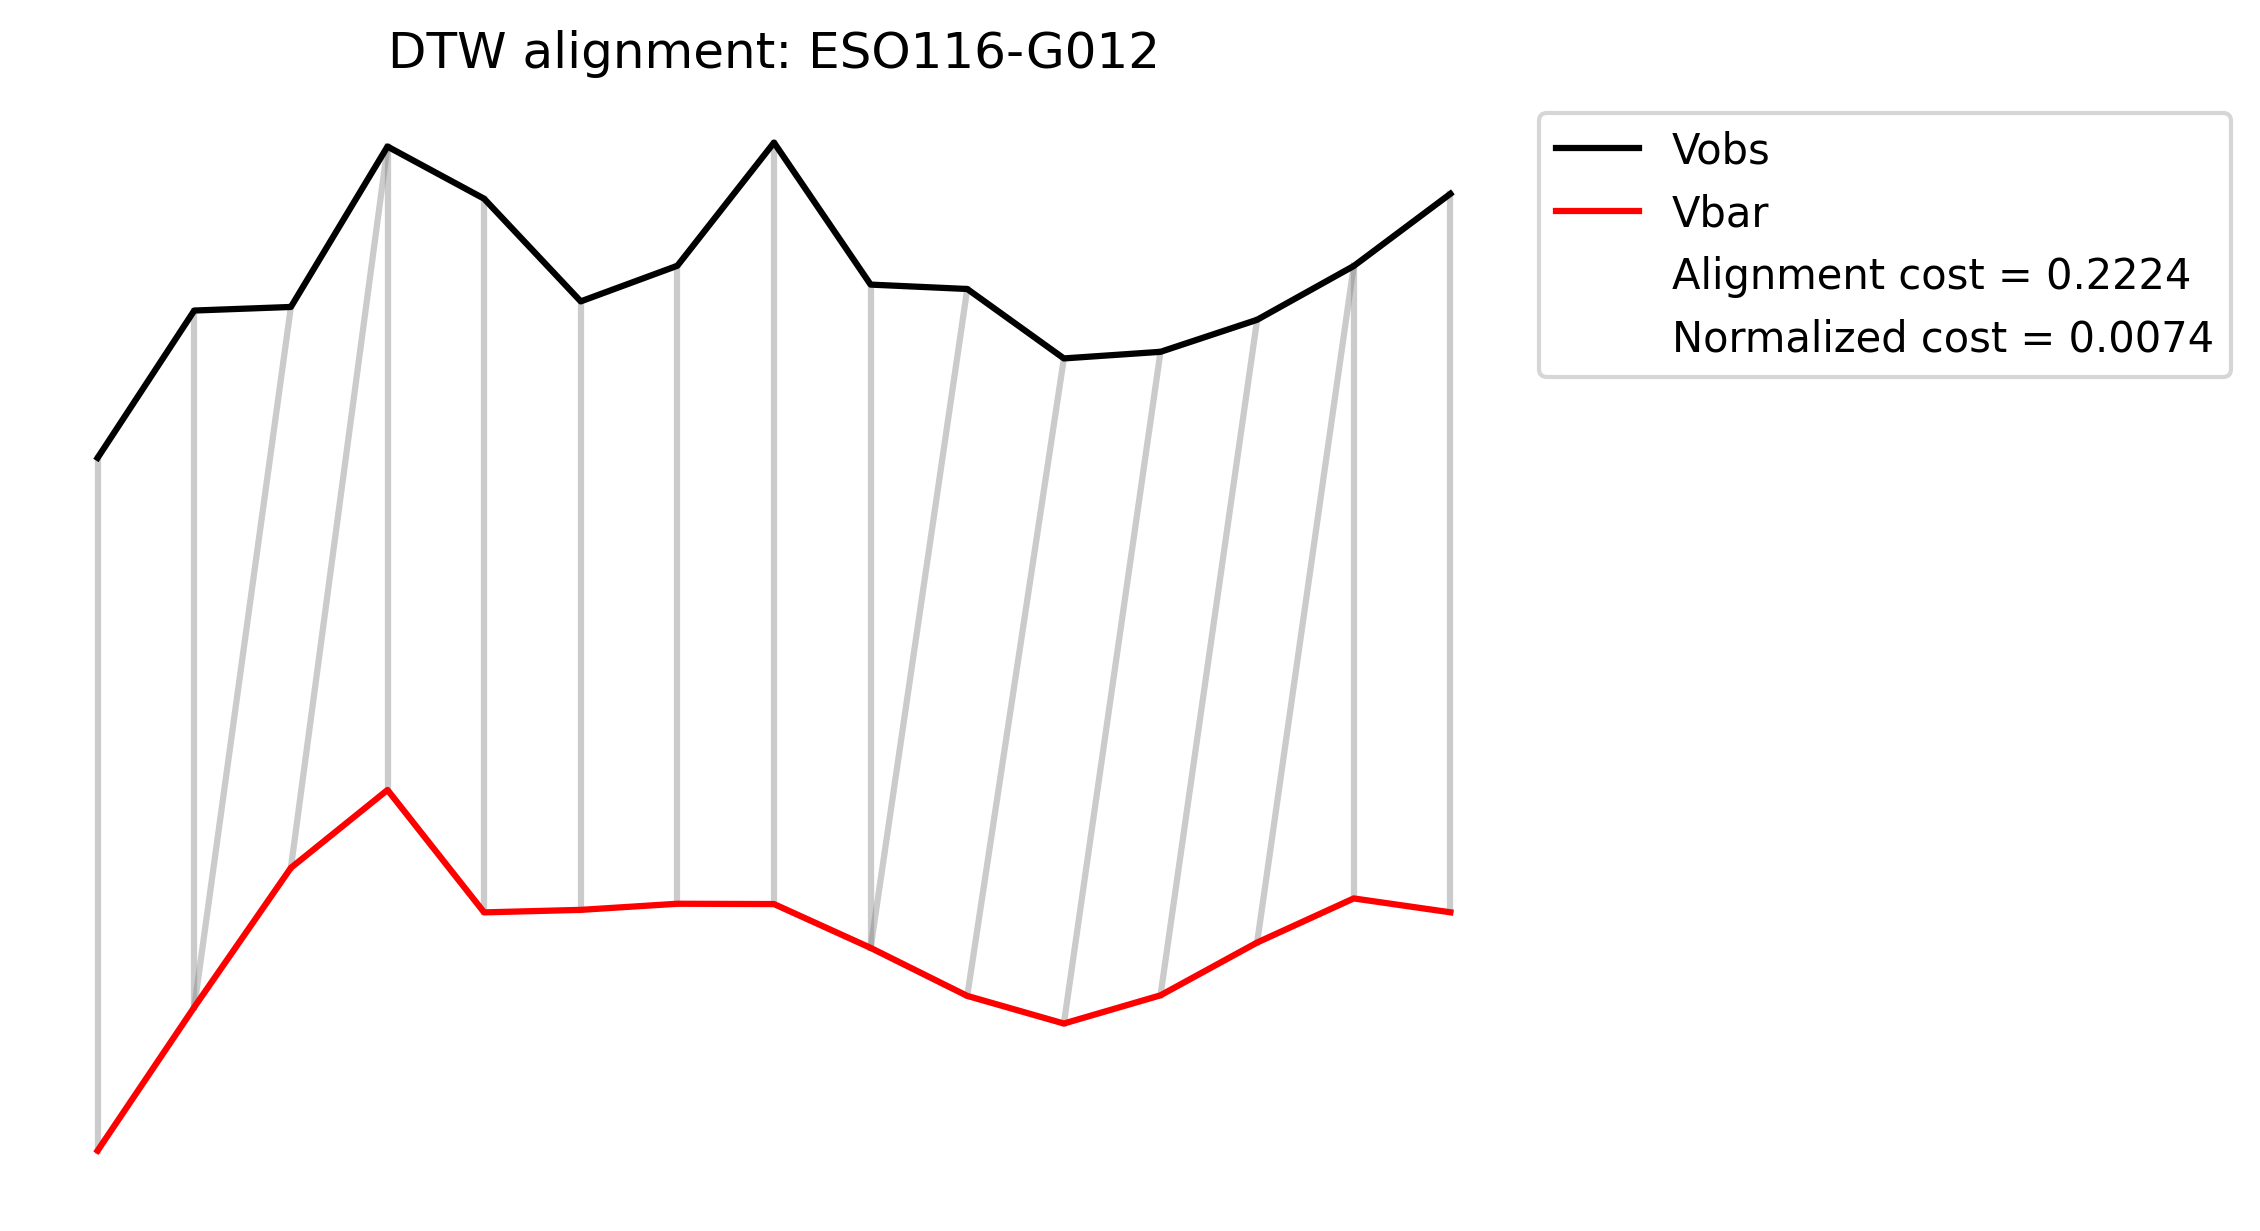 DTW alignment: ESO116-G012
Vobs
Vbar
Alignment cost = 0.2224
Normalized cost = 0.0074